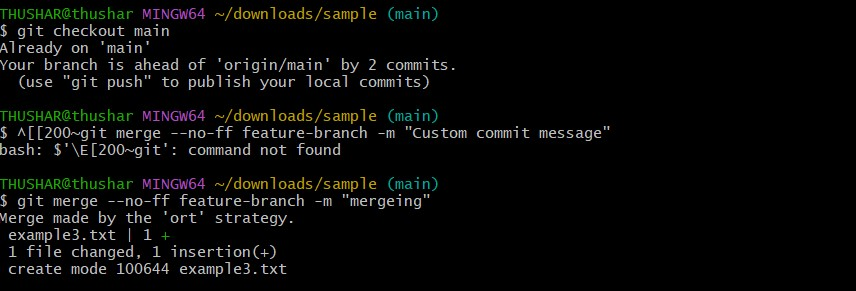 THUSHAR@thushar MINGW64 ~/downloads/sample (main)
$ git checkout main
Already on 'main'
Your branch is ahead of 'origin/main' by 2 commits.
  (use "git push" to publish your local commits)
THUSHAR@thushar MINGW64 ~/downloads/sample (main)
$ ^[[200~git merge --no-ff feature-branch -m "Custom commit message"
bash: $'\E[200~git': command not found
THUSHAR@thushar MINGW64 ~/downloads/sample (main)
$ git merge --no-ff feature-branch -m "mergeing"
Merge made by the 'ort' strategy.
 example3.txt | 1 +
 1 file changed, 1 insertion(+)
 create mode 100644 example3.txt